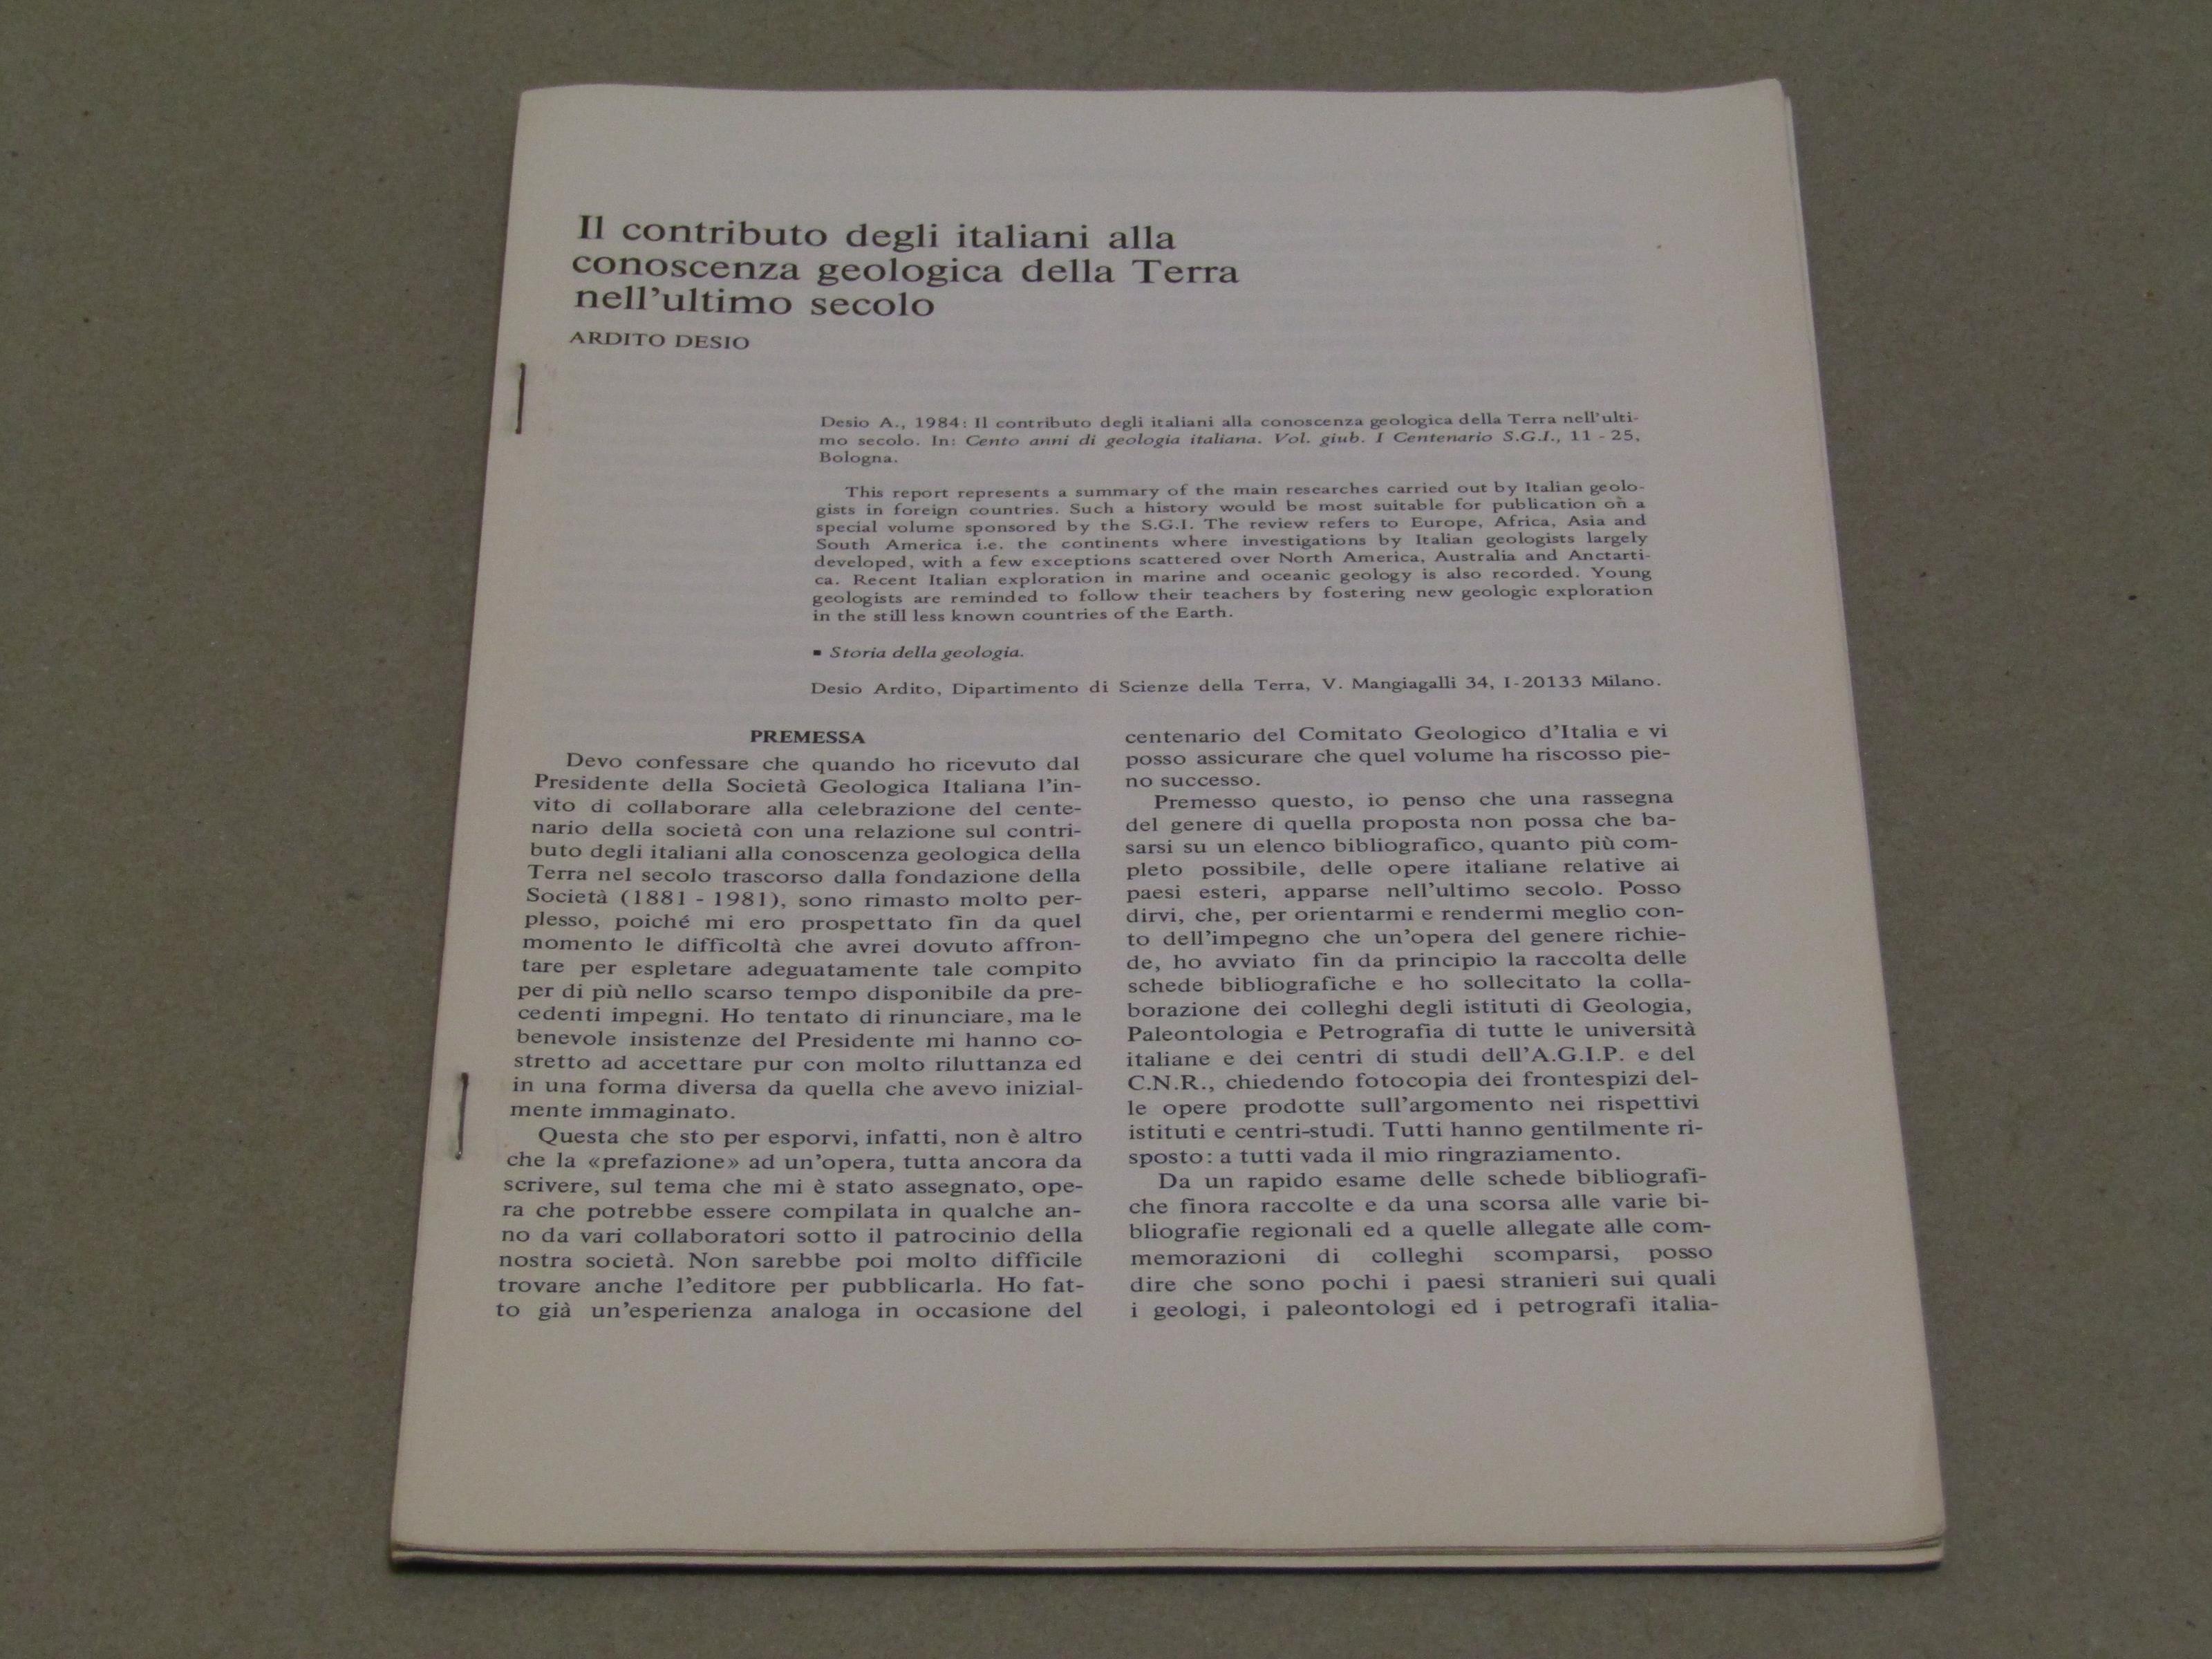 Il contributo degli italiani alla
conoscenza geologica della Terra
nell'ultimo secolo
ARDITO DESIO
Desio A., 1984: Il contributo degli italiani alla conoscenza geologica della Terra nell'ulti-
mo secolo. In: Cento anni di geologia italiana. Vol. giub. I Centenario S.G.I., 11 - 25,
Bologna.
This report represents a summary of the main researches carried out by Italian geolo-
gists in foreign countries. Such a history would be most suitable for publication on a
special volume sponsored by the S.G.I. The review refers to Europe, Africa, Asia and
South America i.e. the continents where investigations by Italian geologists largely
developed, with a few exceptions scattered over North America, Australia and Anctarti-
ca. Recent Italian exploration in marine and oceanic geology is also recorded. Young
geologists are reminded to follow their teachers by fostering new geologic exploration
in the still less known countries of the Earth.
▪ Storia della geologia.
Desio Ardito, Dipartimento di Scienze della Terra, V. Mangiagalli 34, I-20133 Milano.
PREMESSA
Devo confessare che quando ho ricevuto dal
Presidente della Società Geologica Italiana l'in-
vito di collaborare alla celebrazione del cente-
nario della società con una relazione sul contri-
buto degli italiani alla conoscenza geologica della
Terra nel secolo trascorso dalla fondazione della
Società (1881 - 1981), sono rimasto molto per-
plesso, poiché mi ero prospettato fin da quel
momento le difficoltà che avrei dovuto affron-
tare per espletare adeguatamente tale compito
per di più nello scarso tempo disponibile da pre-
cedenti impegni. Ho tentato di rinunciare, ma le
benevole insistenze del Presidente mi hanno co-
stretto ad accettare pur con molto riluttanza ed
in una forma diversa da quella che avevo inizial-
mente immaginato.
Questa che sto per esporvi, infatti, non è altro
che la «prefazione» ad un'opera, tutta ancora da
scrivere, sul tema che mi è stato assegnato, ope-
ra che potrebbe essere compilata in qualche an-
no da vari collaboratori sotto il patrocinio della
nostra società. Non sarebbe poi molto difficile
trovare anche l'editore per pubblicarla. Ho fat-
to già un'esperienza analoga in occasione del
centenario del Comitato Geologico d'Italia e vi
posso assicurare che quel volume ha riscosso pie-
no successo.
Premesso questo, io penso che una rassegna
del genere di quella proposta non possa che ba-
sarsi su un elenco bibliografico, quanto più com-
pleto possibile, delle opere italiane relative ai
paesi esteri, apparse nell'ultimo secolo. Posso
dirvi, che, per orientarmi e rendermi meglio con-
to dell'impegno che un'opera del genere richie-
de, ho avviato fin da principio la raccolta delle
schede bibliografiche e ho sollecitato la colla-
borazione dei colleghi degli istituti di Geologia,
Paleontologia e Petrografia di tutte le università
italiane e dei centri di studi dell'A.G.I.P. e del
C.N.R., chiedendo fotocopia dei frontespizi del-
le opere prodotte sull'argomento nei rispettivi
istituti e centri-studi. Tutti hanno gentilmente ri-
sposto: a tutti vada il mio ringraziamento.
Da un rapido esame delle schede bibliografi-
che finora raccolte e da una scorsa alle varie bi-
bliografie regionali ed a quelle allegate alle com-
memorazioni di colleghi scomparsi, posso
dire che sono pochi i paesi stranieri sui quali
i geologi, i paleontologi ed i petrografi italia-